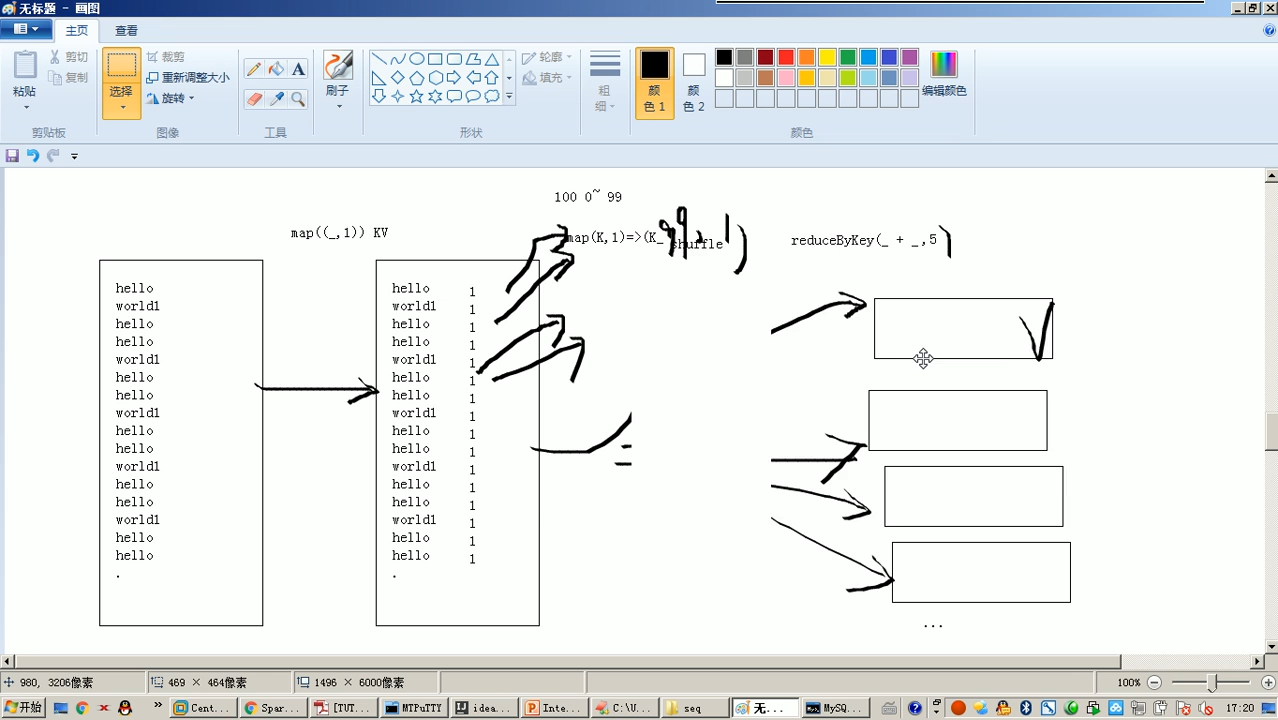 无标题 - 画图
主页
查看
粘贴
剪切
复制
剪贴板
选择
裁剪
重新调整大小
旋转
图像
A
工具
刷子
轮廓
填充
形状
粗
细
颜
色 1
颜
色 2
编辑颜色
颜色
100 0~ 99
map((_,1)) KV
map(K,1)=>(K_ 99,1)
shuffle
reduceByKey(_ + _,5)
hello
world1
hello
hello
world1
hello
hello
world1
hello
hello
world1
hello
hello
world1
hello
hello
.
hello 1
world1 1
hello 1
hello 1
world1 1
hello 1
hello 1
world1 1
hello 1
hello 1
world1 1
hello 1
hello 1
world1 1
hello 1
hello 1
.
...
980, 3206像素
469 × 464像素
1496 × 6000像素
100%
开始
Cent...
Spar...
[TUT...
MTPuTTY
idea...
Inte...
C:\U...
seq
无...
MySQ...
17:20